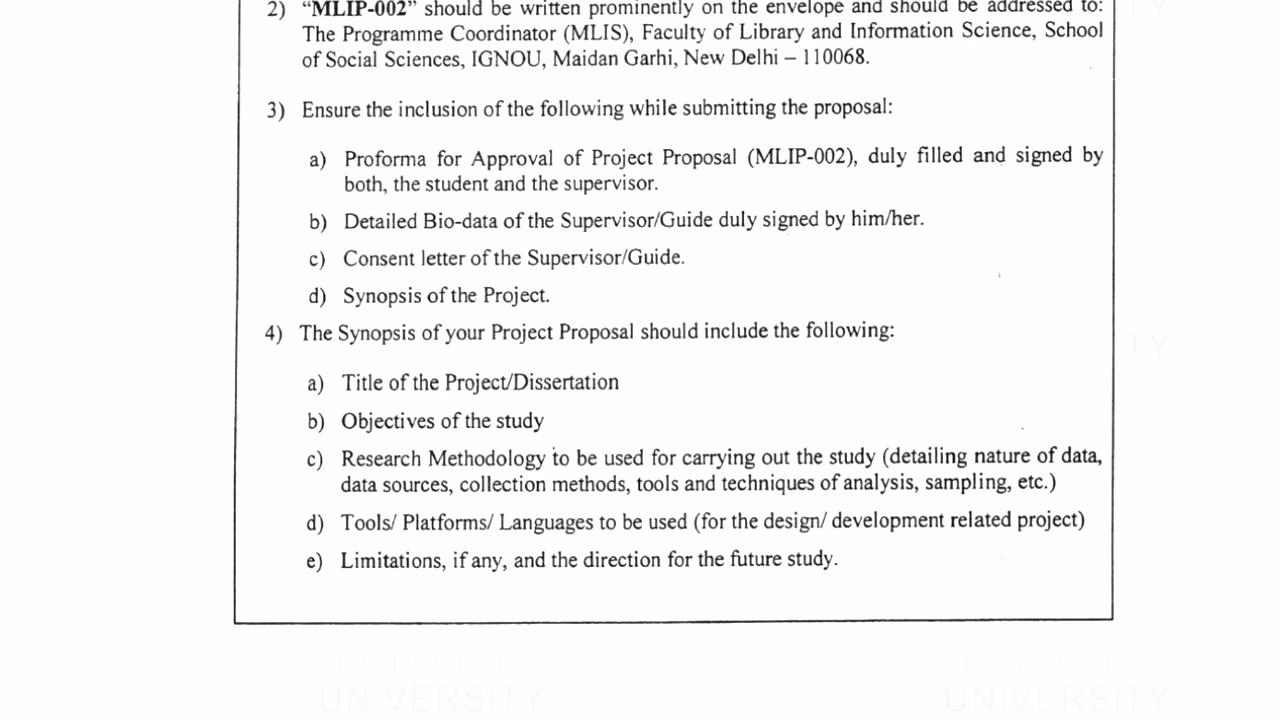 2) “MLIP-002” should be written prominently on the envelope and should be addressed to:
The Programme Coordinator (MLIS), Faculty of Library and Information Science, School
of Social Sciences, IGNOU, Maidan Garhi, New Delhi – 110068.
3) Ensure the inclusion of the following while submitting the proposal:
a) Proforma for Approval of Project Proposal (MLIP-002), duly filled and signed by
both, the student and the supervisor.
b) Detailed Bio-data of the Supervisor/Guide duly signed by him/her.
c) Consent letter of the Supervisor/Guide.
d) Synopsis of the Project.
4) The Synopsis of your Project Proposal should include the following:
a) Title of the Project/Dissertation
b) Objectives of the study
c) Research Methodology to be used for carrying out the study (detailing nature of data,
data sources, collection methods, tools and techniques of analysis, sampling, etc.)
d) Tools/ Platforms/ Languages to be used (for the design/ development related project)
e) Limitations, if any, and the direction for the future study.
UNIVERSITY UNIVERSITY